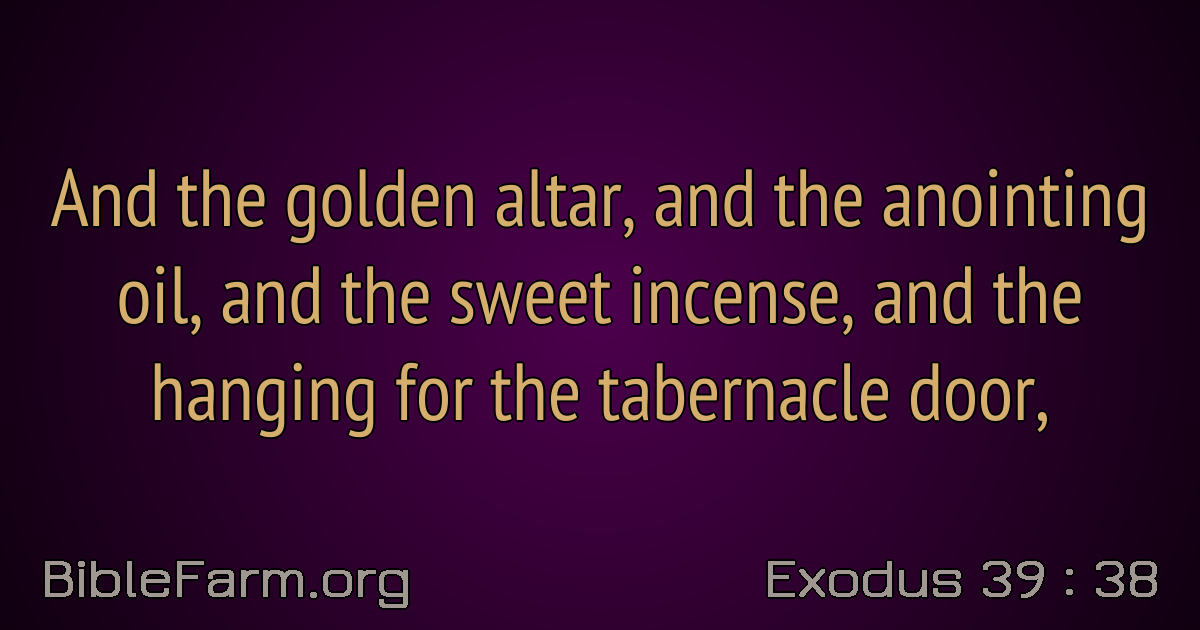 And the golden altar, and the anointing
oil, and the sweet incense, and the
hanging for the tabernacle door,
BibleFarm.org
Exodus 39 : 38